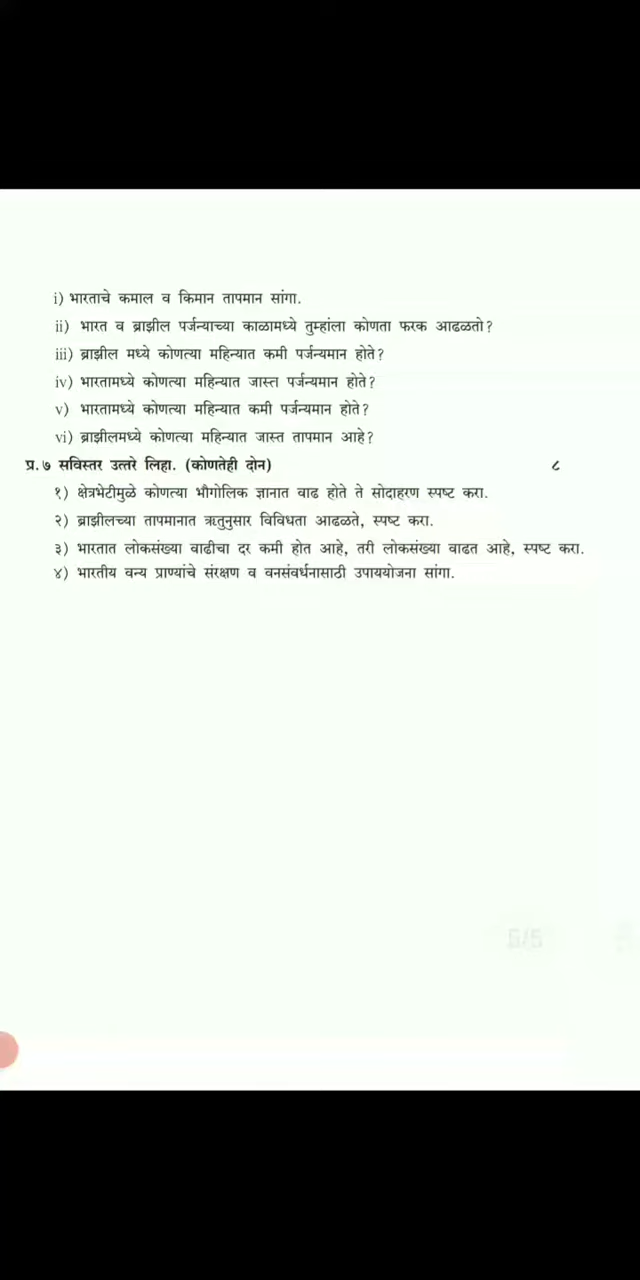 i) भारताचे कमाल व किमान तापमान सांगा.
ii) भारत व ब्राझील पर्जन्याच्या काळामध्ये तुम्हांला कोणता फरक आढळतो?
iii) ब्राझील मध्ये कोणत्या महिन्यात कमी पर्जन्यमान होते?
iv) भारतामध्ये कोणत्या महिन्यात जास्त पर्जन्यमान होते?
v) भारतामध्ये कोणत्या महिन्यात कमी पर्जन्यमान होते?
vi) ब्राझीलमध्ये कोणत्या महिन्यात जास्त तापमान आहे?
प्र. ७ सविस्तर उत्तरे लिहा. (कोणतेही दोन) ८
१) क्षेत्रभेटीमुळे कोणत्या भौगोलिक ज्ञानात वाढ होते ते सोदाहरण स्पष्ट करा.
२) ब्राझीलच्या तापमानात ऋतुनुसार विविधता आढळते, स्पष्ट करा.
३) भारतात लोकसंख्या वाढीचा दर कमी होत आहे, तरी लोकसंख्या वाढत आहे, स्पष्ट करा.
४) भारतीय वन्य प्राण्यांचे संरक्षण व वनसंवर्धनासाठी उपाययोजना सांगा.
5/5